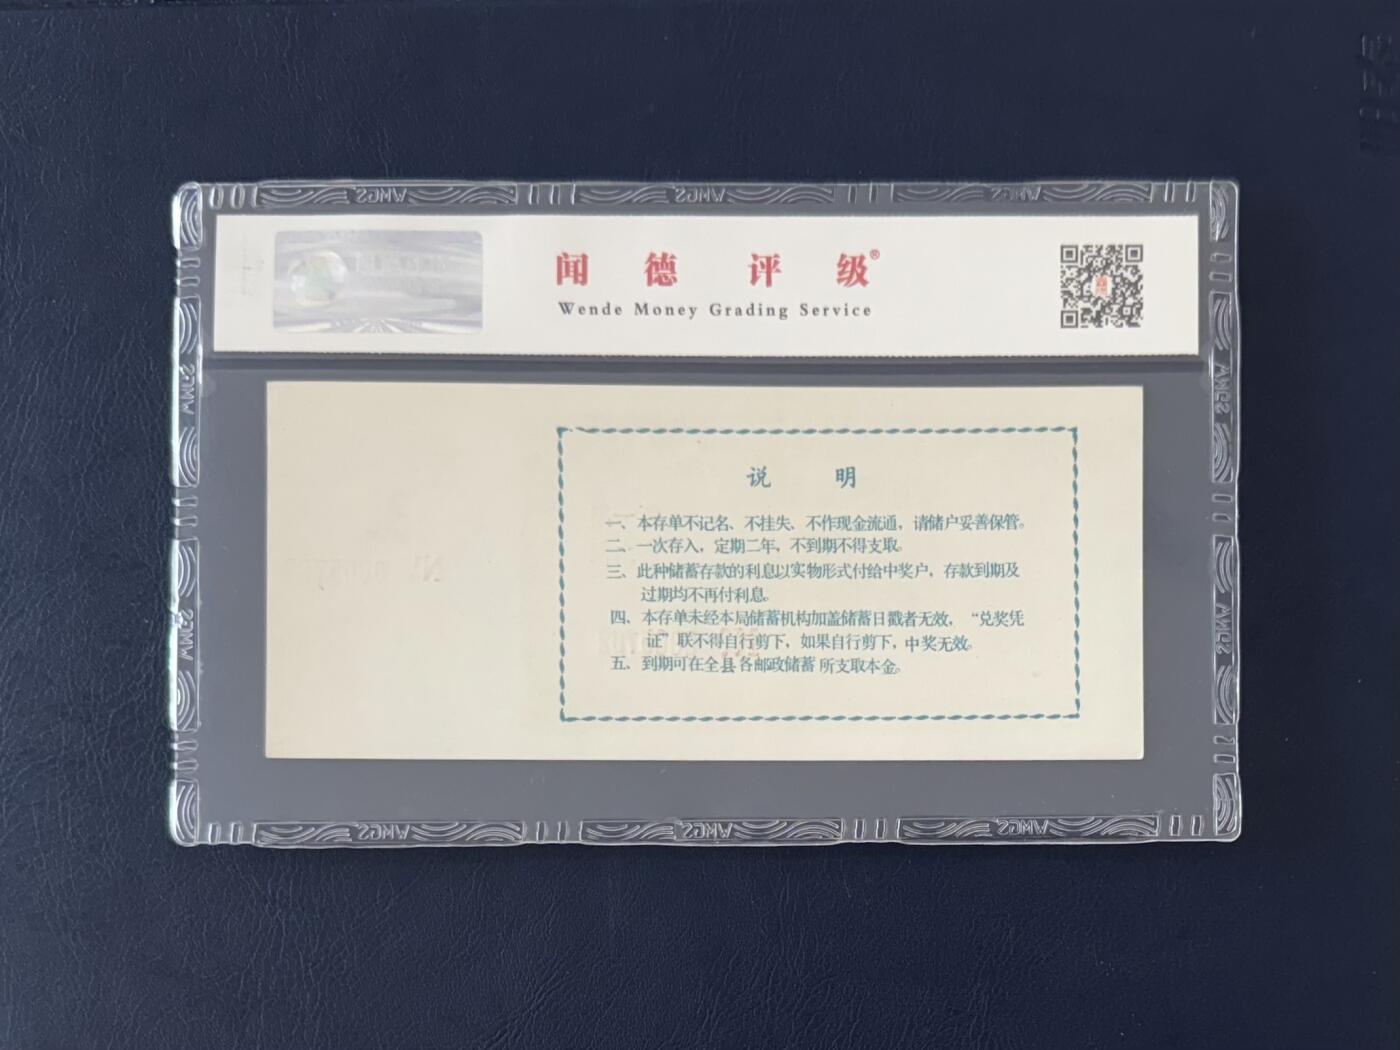 闻德评级®
Wende Money Grading Service
说明
一、本存单不记名、不挂失、不作现金流通，请储户妥善保管。
二、一次存入，定期二年，不到期不得支取。
三、此种储蓄存款的利息以实物形式付给中奖户，存款到期及
过期均不再付利息。
四、本存单未经本局储蓄机构加盖储蓄日戳者无效，“兑奖凭
证”联不得自行剪下，如果自行剪下，中奖无效。
五、到期可在全县各邮政储蓄所支取本金。